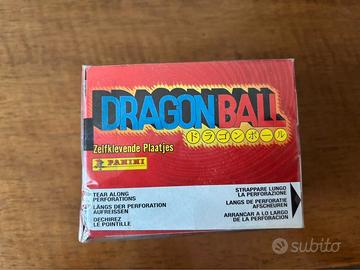 DRAGON BALL
ドラゴンボール
Zelfklevende Plaatjes
PANINI
TEAR ALONG
PERFORATIONS
LÄNGS DER PERFORATION
AUFREISSEN
DECHIREZ
LE POINTILLE
STRAPPARE LUNGO
LA PERFORAZIONE
LANGS DE PERFORATIE
AFSCHEUREN
ARRANCAR A LO LARGO
DE LA PERFORACION
subito